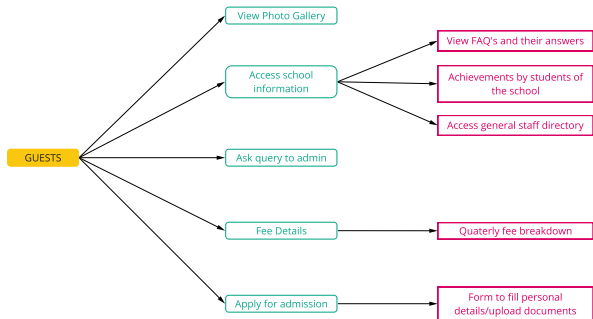 View Photo Gallery
View FAQ's and their answers
Access school
information
Achievements by students of
the school
Access general staff directory
GUESTS
Ask query to admin
Fee Details
Quaterly fee breakdown
Apply for admission
Form to fill personal
details/upload documents